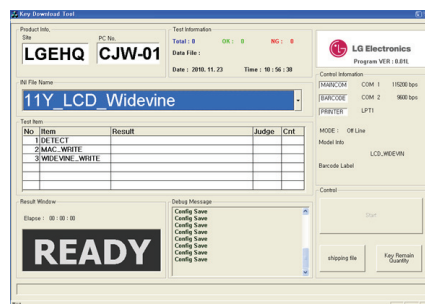 Key Download Tool
Product Info.
Site
PC No.
LGEHQ
CJW-01
Test Information
Total : 0 OK : 0 NG : 0
Data File :
Date : 2010. 11. 23 Time : 10 : 56 : 30
LG
LG Electronics
Program VER : 0.01L
INI File Name
11Y_LCD_Widevine
Control Information
MAINCOM COM 1 115200 bps
BARCODE COM 2 9600 bps
PRINTER LPT1
MODE : Off Line
Model Info
LCD_WIDEVIN
Barcode Label
Test Item
No Item Result Judge Cnt
1 DETECT
2 MAC_WRITE
3 WIDEVINE_WRITE
Result Window
Elapse : 00 : 00 : 00
READY
Debug Message
Config Save
Config Save
Config Save
Config Save
Config Save
Config Save
Config Save
Config Save
Control
Start
shipping file
Key Remain
Quantity